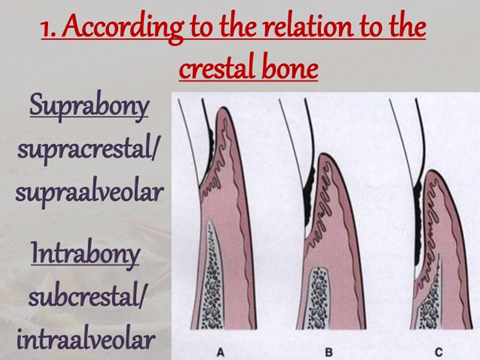 1. According to the relation to the
crestal bone
Suprabony
supracrestal/
supraalveolar
Intrabony
subcrestal/
intraalveolar
A
B
C